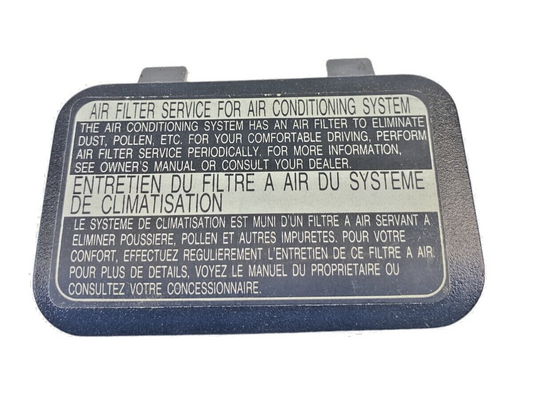 AIR FILTER SERVICE FOR AIR CONDITIONING SYSTEM
THE AIR CONDITIONING SYSTEM HAS AN AIR FILTER TO ELIMINATE
DUST, POLLEN, ETC. FOR YOUR COMFORTABLE DRIVING, PERFORM
AIR FILTER SERVICE PERIODICALLY. FOR MORE INFORMATION,
SEE OWNER'S MANUAL OR CONSULT YOUR DEALER.
ENTRETIEN DU FILTRE A AIR DU SYSTEME
DE CLIMATISATION
LE SYSTEME DE CLIMATISATION EST MUNI D'UN FILTRE A AIR SERVANT A
ELIMINER POUSSIERE, POLLEN ET AUTRES IMPURETES. POUR VOTRE
CONFORT, EFFECTUEZ REGULIEREMENT L'ENTRETIEN DE CE FILTRE A AIR.
POUR PLUS DE DETAILS, VOYEZ LE MANUEL DU PROPRIETAIRE OU
CONSULTEZ VOTRE CONCESSIONNAIRE.